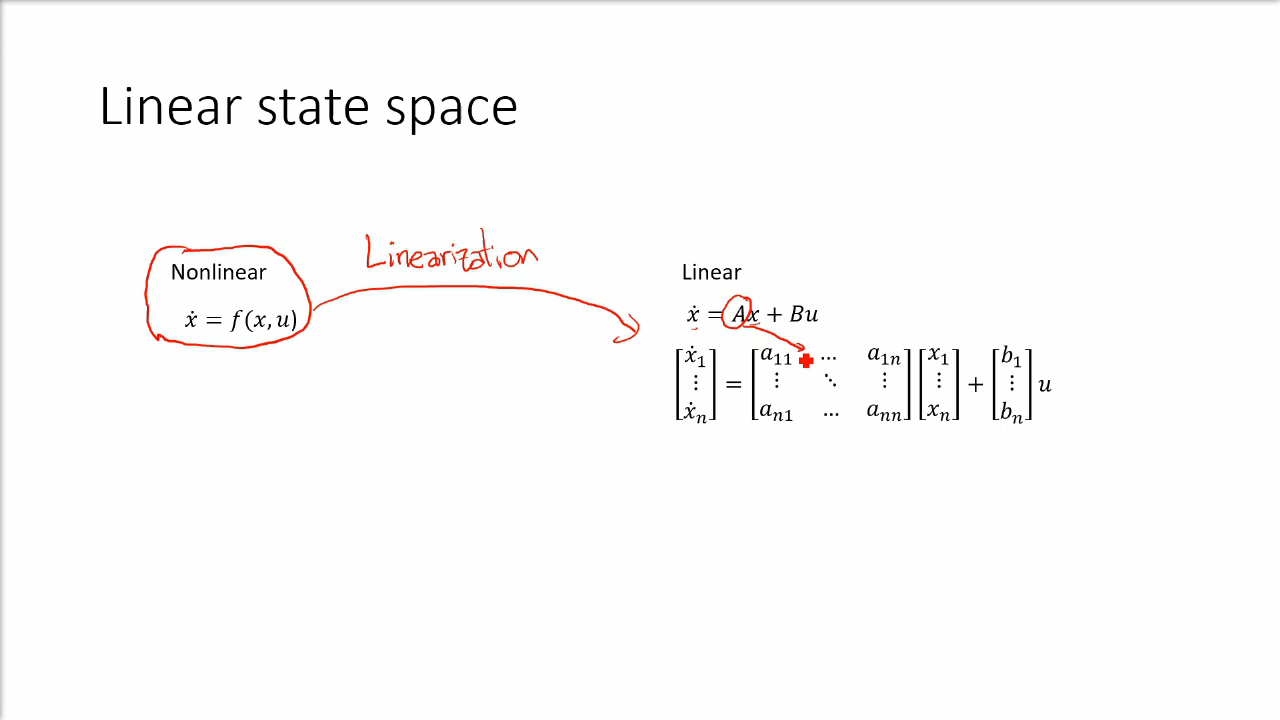 Linear state space
Linearization
Nonlinear
ẋ = f(x, u)
Linear
ẋ = Ax + Bu
[ẋ₁ ⋮ ẋₙ] = [a₁₁ … a₁ₙ ⋮ ⋱ ⋮ aₙ₁ … aₙₙ] [x₁ ⋮ xₙ] + [b₁ ⋮ bₙ] u